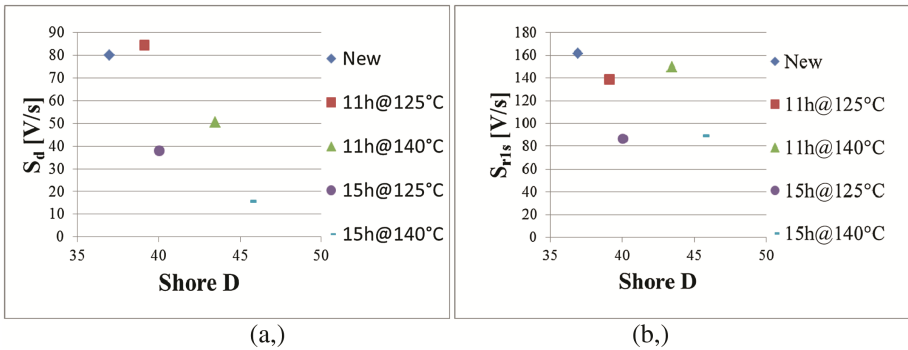 90
80
70
60
50
40
30
20
10
0
35 40 45 50
S_d [V/s]
Shore D
New
11h@125°C
11h@140°C
15h@125°C
15h@140°C
(a,)
180
160
140
120
100
80
60
40
20
0
35 40 45 50
S_r1s [V/s]
Shore D
New
11h@125°C
11h@140°C
15h@125°C
15h@140°C
(b,)